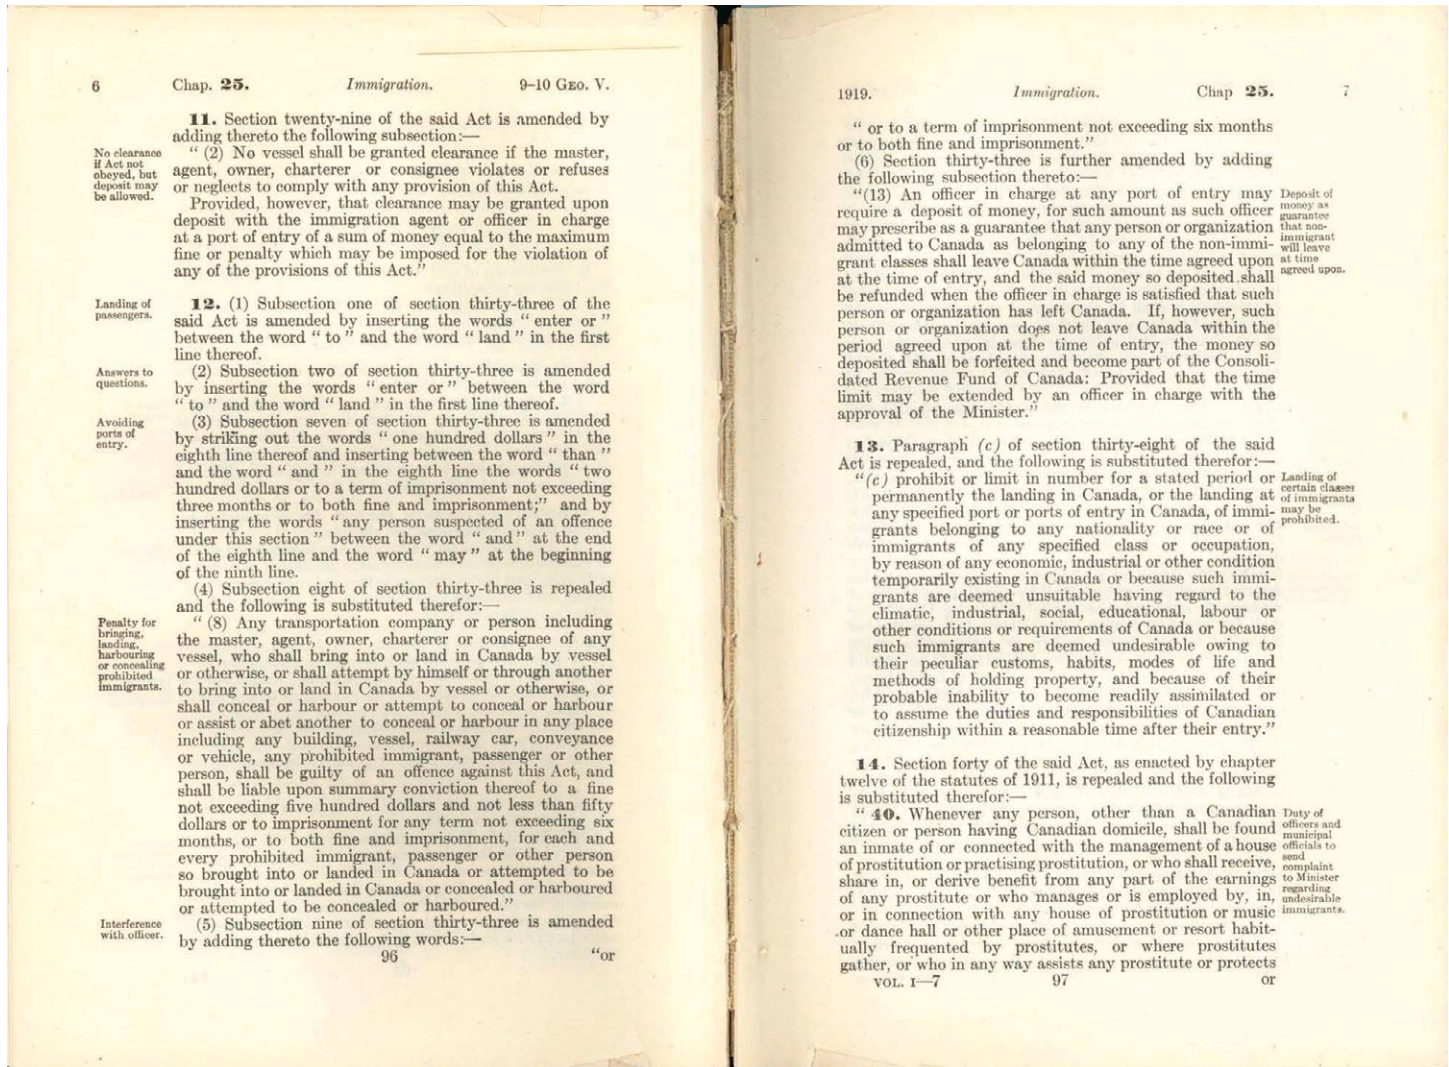 6 Chap. 25. Immigration. 9-10 GEO. V.
11. Section twenty-nine of the said Act is amended by
adding thereto the following subsection:—
No clearance
if Act not
obeyed, but
deposit may
be allowed.
“ (2) No vessel shall be granted clearance if the master,
agent, owner, charterer or consignee violates or refuses
or neglects to comply with any provision of this Act.
Provided, however, that clearance may be granted upon
deposit with the immigration agent or officer in charge
at a port of entry of a sum of money equal to the maximum
fine or penalty which may be imposed for the violation of
any of the provisions of this Act.”
Landing of
passengers.
12. (1) Subsection one of section thirty-three of the
said Act is amended by inserting the words “ enter or ”
between the word “ to ” and the word “ land ” in the first
line thereof.
Answers to
questions.
(2) Subsection two of section thirty-three is amended
by inserting the words “ enter or ” between the word
“ to ” and the word “ land ” in the first line thereof.
Avoiding
ports of
entry.
(3) Subsection seven of section thirty-three is amended
by striking out the words “ one hundred dollars ” in the
eighth line thereof and inserting between the word “ than ”
and the word “ and ” in the eighth line the words “ two
hundred dollars or to a term of imprisonment not exceeding
three months or to both fine and imprisonment;” and by
inserting the words “ any person suspected of an offence
under this section ” between the word “ and ” at the end
of the eighth line and the word “ may ” at the beginning
of the ninth line.
(4) Subsection eight of section thirty-three is repealed
and the following is substituted therefor:—
Penalty for
bringing,
landing,
harbouring
or concealing
prohibited
immigrants.
“ (8) Any transportation company or person including
the master, agent, owner, charterer or consignee of any
vessel, who shall bring into or land in Canada by vessel
or otherwise, or shall attempt by himself or through another
to bring into or land in Canada by vessel or otherwise, or
shall conceal or harbour or attempt to conceal or harbour
or assist or abet another to conceal or harbour in any place
including any building, vessel, railway car, conveyance
or vehicle, any prohibited immigrant, passenger or other
person, shall be guilty of an offence against this Act, and
shall be liable upon summary conviction thereof to a fine
not exceeding five hundred dollars and not less than fifty
dollars or to imprisonment for any term not exceeding six
months, or to both fine and imprisonment, for each and
every prohibited immigrant, passenger or other person
so brought into or landed in Canada or attempted to be
brought into or landed in Canada or concealed or harboured
or attempted to be concealed or harboured.”
Interference
with officer.
(5) Subsection nine of section thirty-three is amended
by adding thereto the following words:—
96 “or
1919. Immigration. Chap 25. 7
“ or to a term of imprisonment not exceeding six months
or to both fine and imprisonment.”
(6) Section thirty-three is further amended by adding
the following subsection thereto:—
“(13) An officer in charge at any port of entry may
require a deposit of money, for such amount as such officer
may prescribe as a guarantee that any person or organization
admitted to Canada as belonging to any of the non-immi-
grant classes shall leave Canada within the time agreed upon
at the time of entry, and the said money so deposited shall
be refunded when the officer in charge is satisfied that such
person or organization has left Canada. If, however, such
person or organization does not leave Canada within the
period agreed upon at the time of entry, the money so
deposited shall be forfeited and become part of the Consoli-
dated Revenue Fund of Canada: Provided that the time
limit may be extended by an officer in charge with the
approval of the Minister.”
Deposit of
money as
guarantee
that non-
immigrant
will leave
at time
agreed upon.
13. Paragraph (c) of section thirty-eight of the said
Act is repealed, and the following is substituted therefor:—
“(c) prohibit or limit in number for a stated period or
permanently the landing in Canada, or the landing at
any specified port or ports of entry in Canada, of immi-
grants belonging to any nationality or race or of
immigrants of any specified class or occupation,
by reason of any economic, industrial or other condition
temporarily existing in Canada or because such immi-
grants are deemed unsuitable having regard to the
climatic, industrial, social, educational, labour or
other conditions or requirements of Canada or because
such immigrants are deemed undesirable owing to
their peculiar customs, habits, modes of life and
methods of holding property, and because of their
probable inability to become readily assimilated or
to assume the duties and responsibilities of Canadian
citizenship within a reasonable time after their entry.”
Landing of
certain classes
of immigrants
may be
prohibited.
14. Section forty of the said Act, as enacted by chapter
twelve of the statutes of 1911, is repealed and the following
is substituted therefor:—
“ 40. Whenever any person, other than a Canadian
citizen or person having Canadian domicile, shall be found
an inmate of or connected with the management of a house
of prostitution or practising prostitution, or who shall receive,
share in, or derive benefit from any part of the earnings
of any prostitute or who manages or is employed by, in,
or in connection with any house of prostitution or music
or dance hall or other place of amusement or resort habit-
ually frequented by prostitutes, or where prostitutes
gather, or who in any way assists any prostitute or protects
Duty of
officers and
municipal
officials to
send
complaint
to Minister
regarding
undesirable
immigrants.
VOL. I—7 97 or